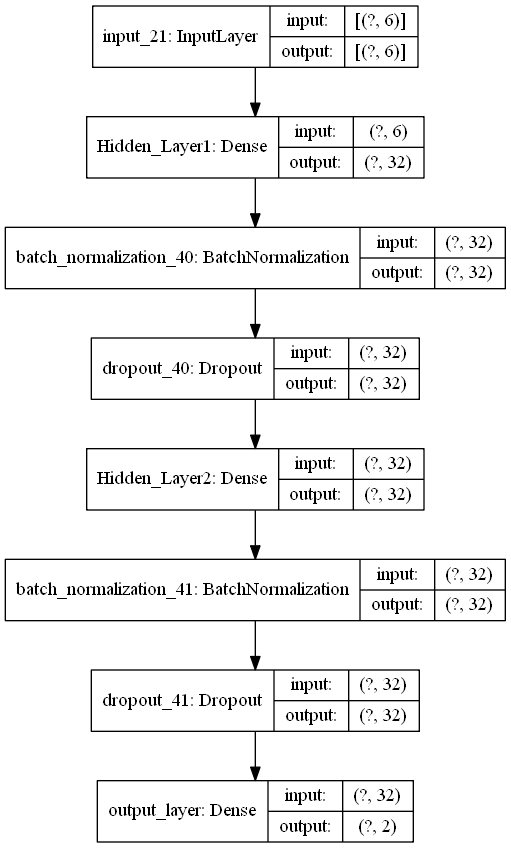 input_21: InputLayer
input: [(?, 6)]
output: [(?, 6)]
Hidden_Layer1: Dense
input: (?, 6)
output: (?, 32)
batch_normalization_40: BatchNormalization
input: (?, 32)
output: (?, 32)
dropout_40: Dropout
input: (?, 32)
output: (?, 32)
Hidden_Layer2: Dense
input: (?, 32)
output: (?, 32)
batch_normalization_41: BatchNormalization
input: (?, 32)
output: (?, 32)
dropout_41: Dropout
input: (?, 32)
output: (?, 32)
output_layer: Dense
input: (?, 32)
output: (?, 2)